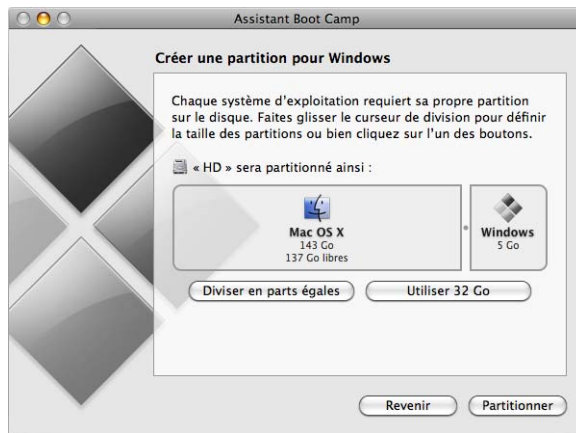 Assistant Boot Camp
Créer une partition pour Windows
Chaque système d'exploitation requiert sa propre partition
sur le disque. Faites glisser le curseur de division pour définir
la taille des partitions ou bien cliquez sur l'un des boutons.
« HD » sera partitionné ainsi :
Mac OS X
143 Go
137 Go libres
Windows
5 Go
Diviser en parts égales
Utiliser 32 Go
Revenir
Partitionner